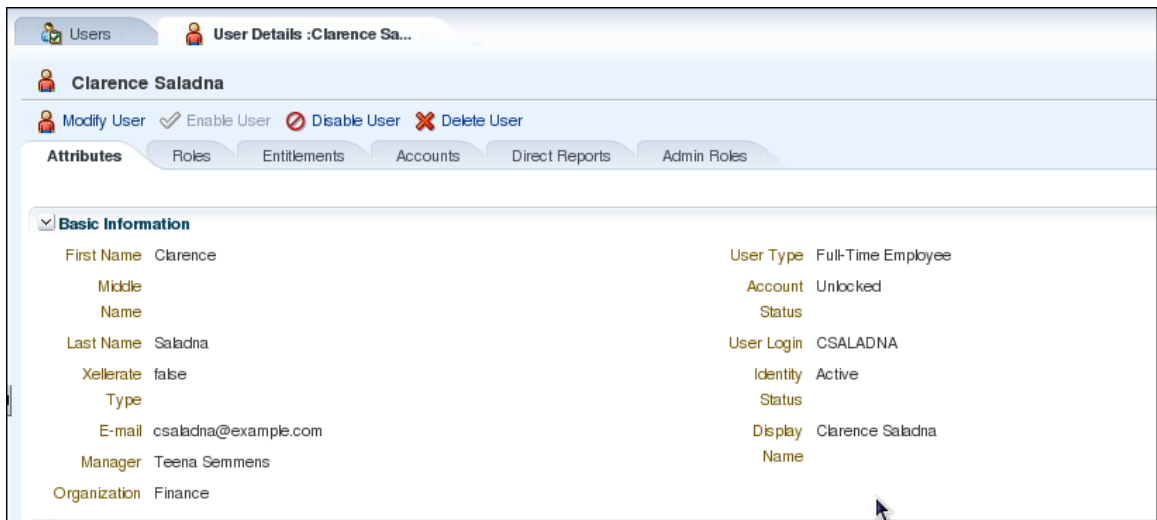 Users
User Details :Clarence Sa...
Clarence Saladna
Modify User Enable User Disable User Delete User
Attributes Roles Entitlements Accounts Direct Reports Admin Roles
Basic Information
First Name Clarence
Middle
Name
Last Name Saladna
Xellerate false
Type
E-mail csaladna@example.com
Manager Teena Semmens
Organization Finance
User Type Full-Time Employee
Account Unlocked
Status
User Login CSALADNA
Identity Active
Status
Display Clarence Saladna
Name